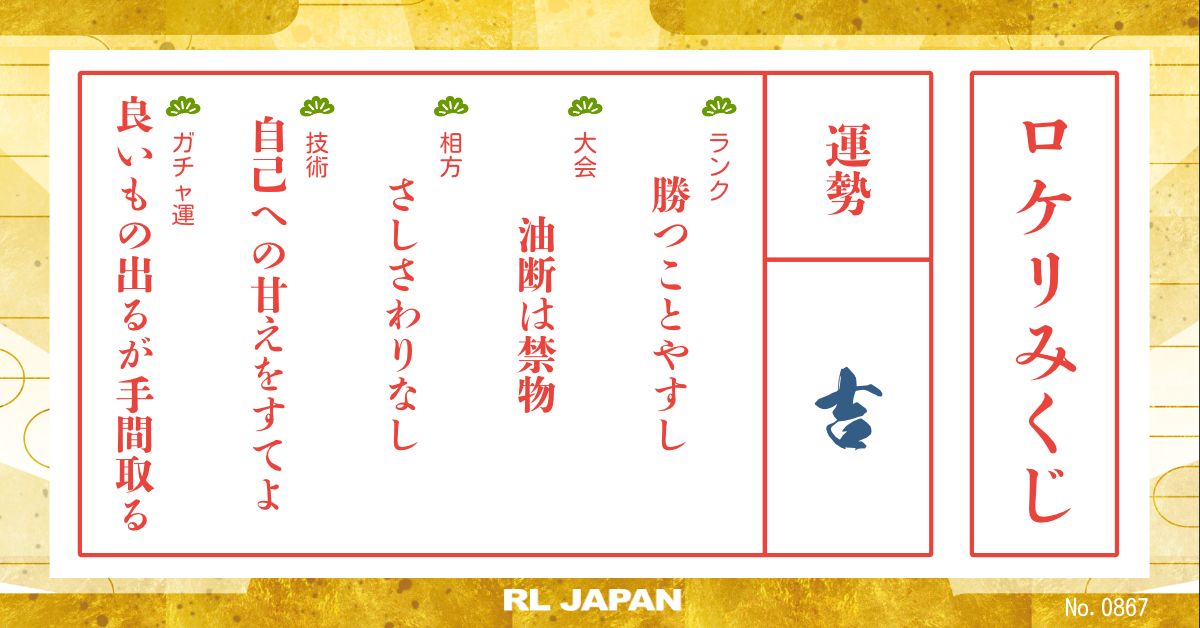 ロケリみくじ
運勢
吉
ランク
勝つことやすし
大会
油断は禁物
相方
さしさわりなし
技術
自己への甘えをすてよ
ガチャ運
良いもの出るが手間取る
RL JAPAN
No. 0867